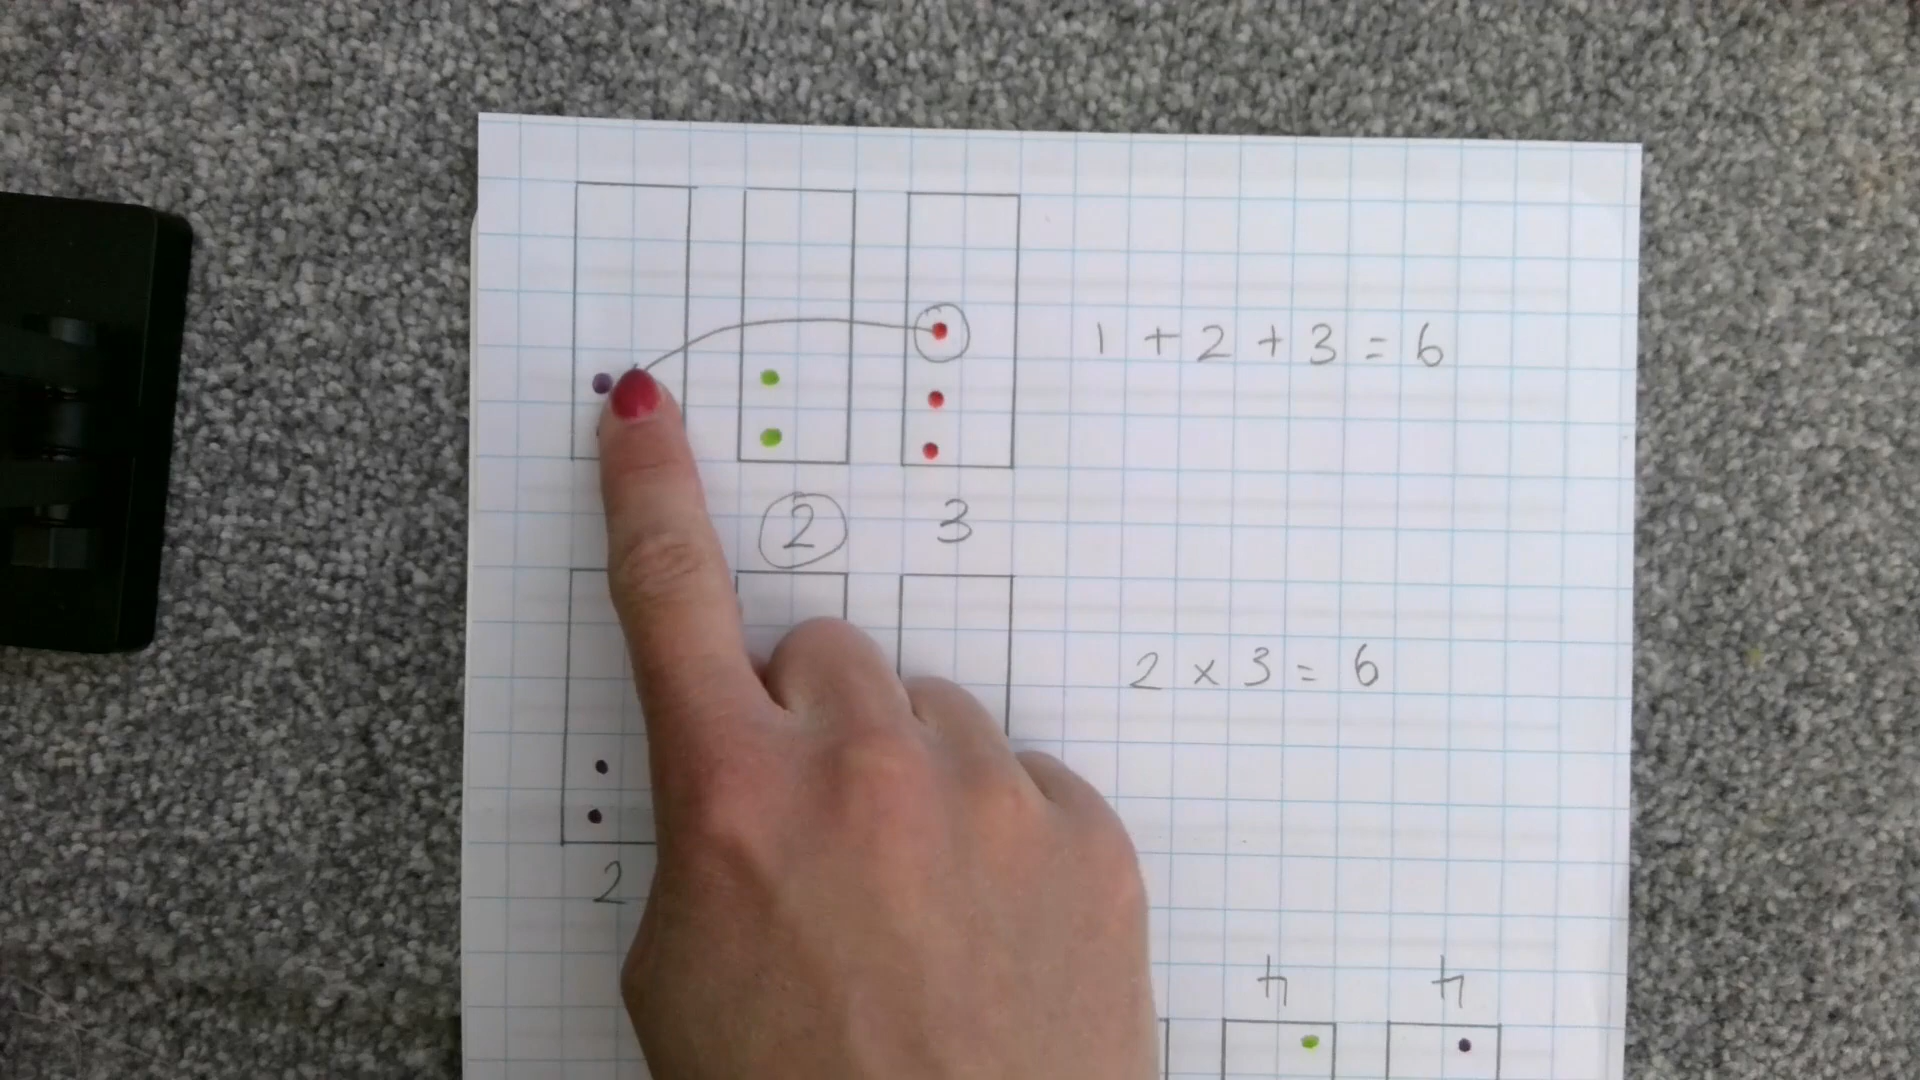 1 + 2 + 3 = 6
2 3
2 × 3 = 6
2
4 4